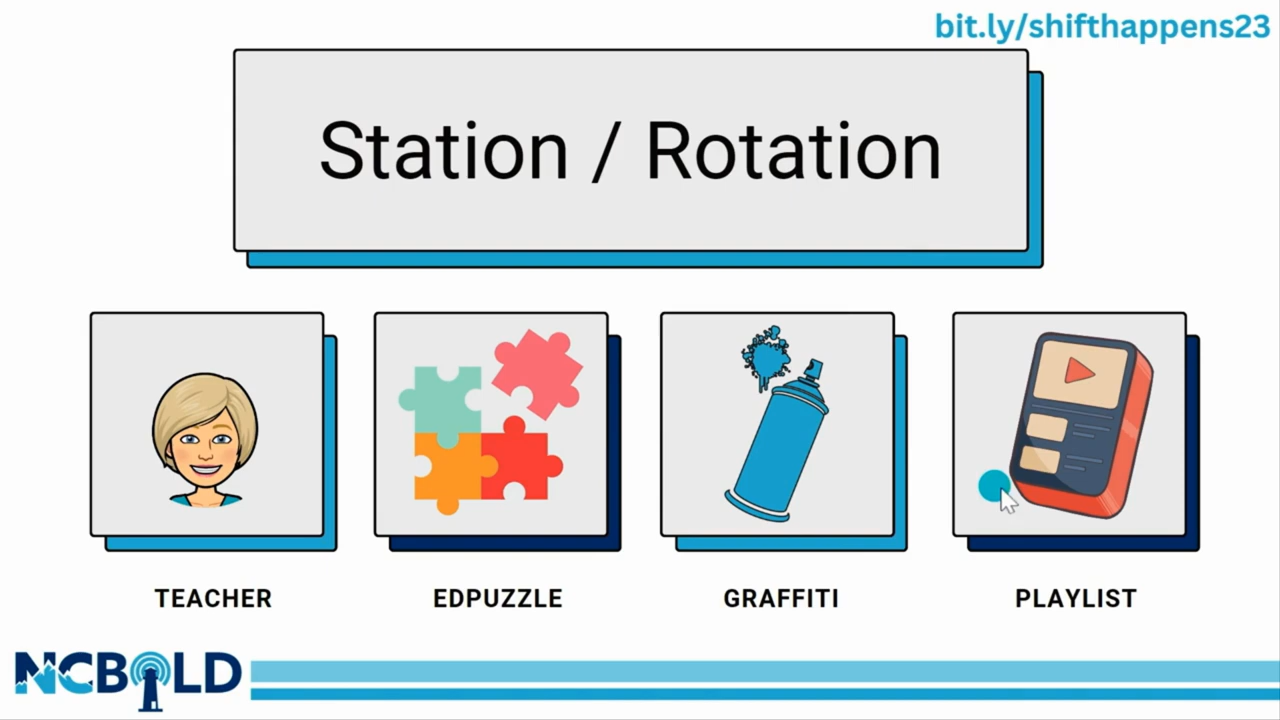 bit.ly/shifthappens23
Station / Rotation
TEACHER
EDPUZZLE
GRAFFITI
PLAYLIST
NCBOLD